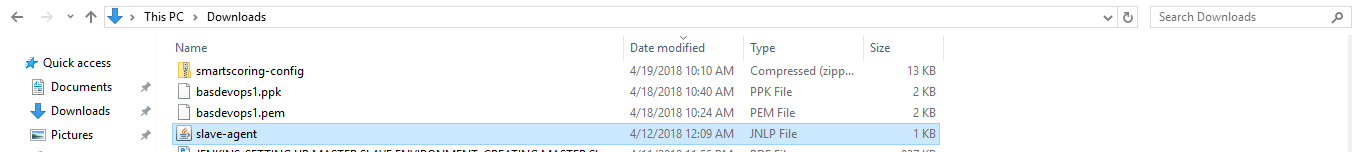 This PC > Downloads
Search Downloads
Name Date modified Type Size
Quick access
smartscoring-config 4/19/2018 10:10 AM Compressed (zipp... 13 KB
Documents
basdevops1.ppk 4/18/2018 10:40 AM PPK File 2 KB
Downloads
basdevops1.pem 4/18/2018 10:24 AM PEM File 2 KB
Pictures
slave-agent 4/12/2018 12:09 AM JNLP File 1 KB